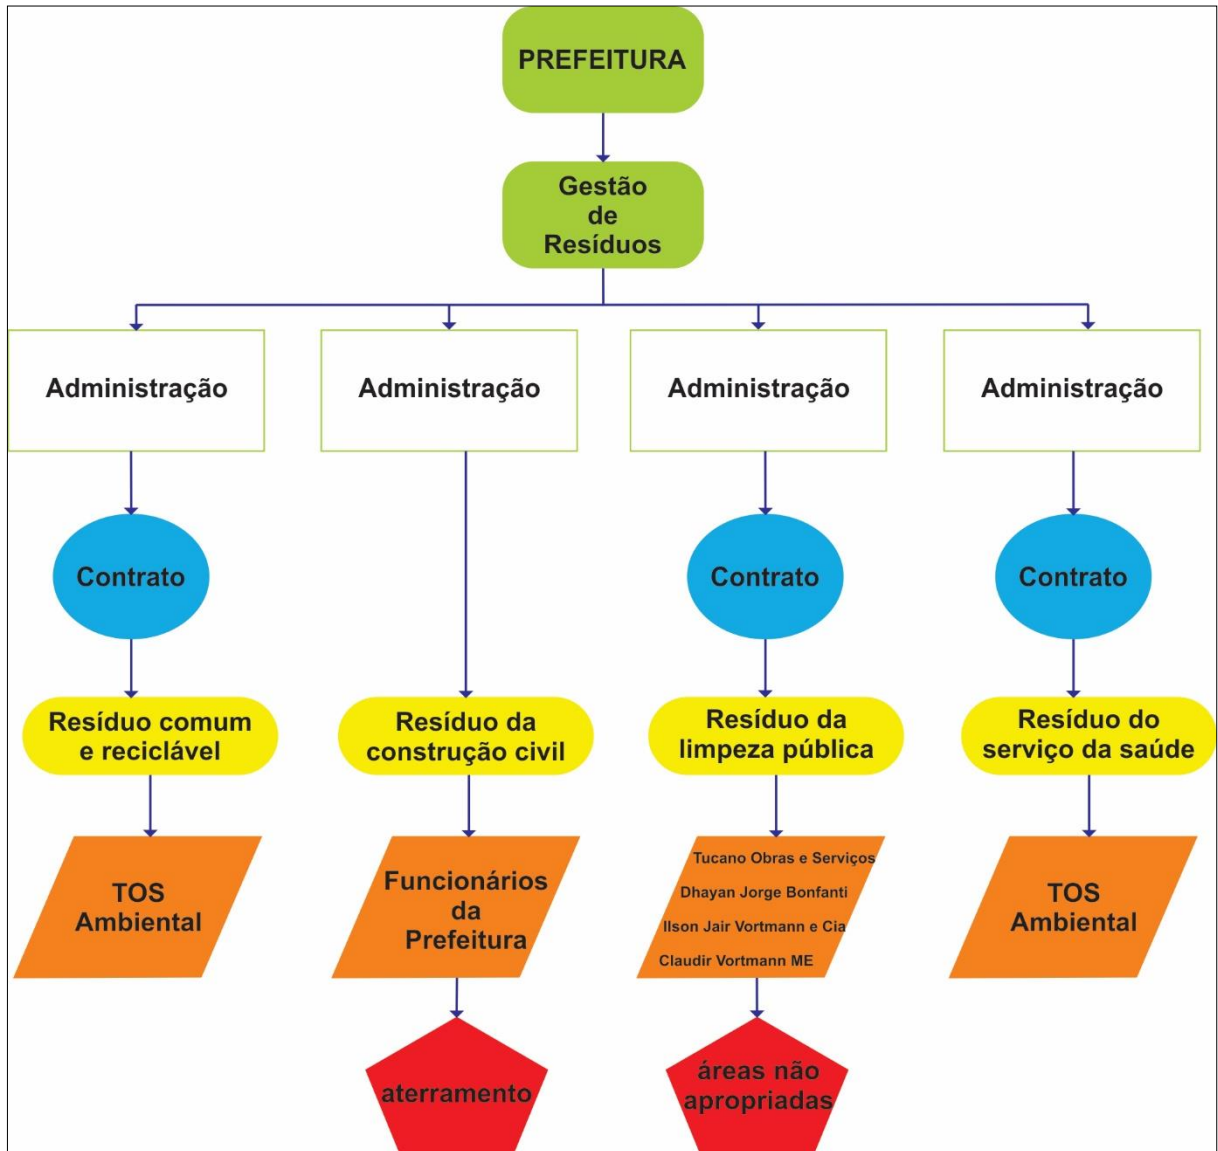 PREFEITURA
Gestão
de
Resíduos
Administração
Administração
Administração
Administração
Contrato
Contrato
Contrato
Resíduo comum
e reciclável
Resíduo da
construção civil
Resíduo da
limpeza pública
Resíduo do
serviço da saúde
TOS
Ambiental
Funcionários
da
Prefeitura
Tucano Obras e Serviços
Dhayan Jorge Bonfanti
Ilson Jair Vortmann e Cia
Claudir Vortmann ME
TOS
Ambiental
aterramento
áreas não
apropriadas